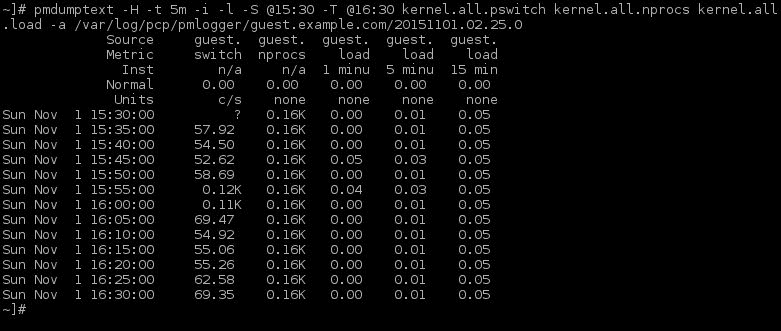 ~]# pmdumptext -H -t 5m -i -l -S @15:30 -T @16:30 kernel.all.pswitch kernel.all.nprocs kernel.all
.load -a /var/log/pcp/pmlogger/guest.example.com/20151101.02.25.0
Source guest. guest. guest. guest. guest.
Metric switch nprocs load load load
Inst n/a n/a 1 minu 5 minu 15 min
Normal 0.00 0.00 0.00 0.00 0.00
Units c/s none none none none
Sun Nov  1 15:30:00 ? 0.16K 0.00 0.01 0.05
Sun Nov  1 15:35:00 57.92 0.16K 0.00 0.01 0.05
Sun Nov  1 15:40:00 54.50 0.16K 0.00 0.01 0.05
Sun Nov  1 15:45:00 52.62 0.16K 0.05 0.03 0.05
Sun Nov  1 15:50:00 58.69 0.16K 0.00 0.01 0.05
Sun Nov  1 15:55:00 0.12K 0.16K 0.04 0.03 0.05
Sun Nov  1 16:00:00 0.11K 0.16K 0.00 0.01 0.05
Sun Nov  1 16:05:00 69.47 0.16K 0.00 0.01 0.05
Sun Nov  1 16:10:00 54.92 0.16K 0.00 0.01 0.05
Sun Nov  1 16:15:00 55.06 0.16K 0.00 0.01 0.05
Sun Nov  1 16:20:00 55.26 0.16K 0.00 0.01 0.05
Sun Nov  1 16:25:00 62.58 0.16K 0.00 0.01 0.05
Sun Nov  1 16:30:00 69.35 0.16K 0.00 0.01 0.05
~]#